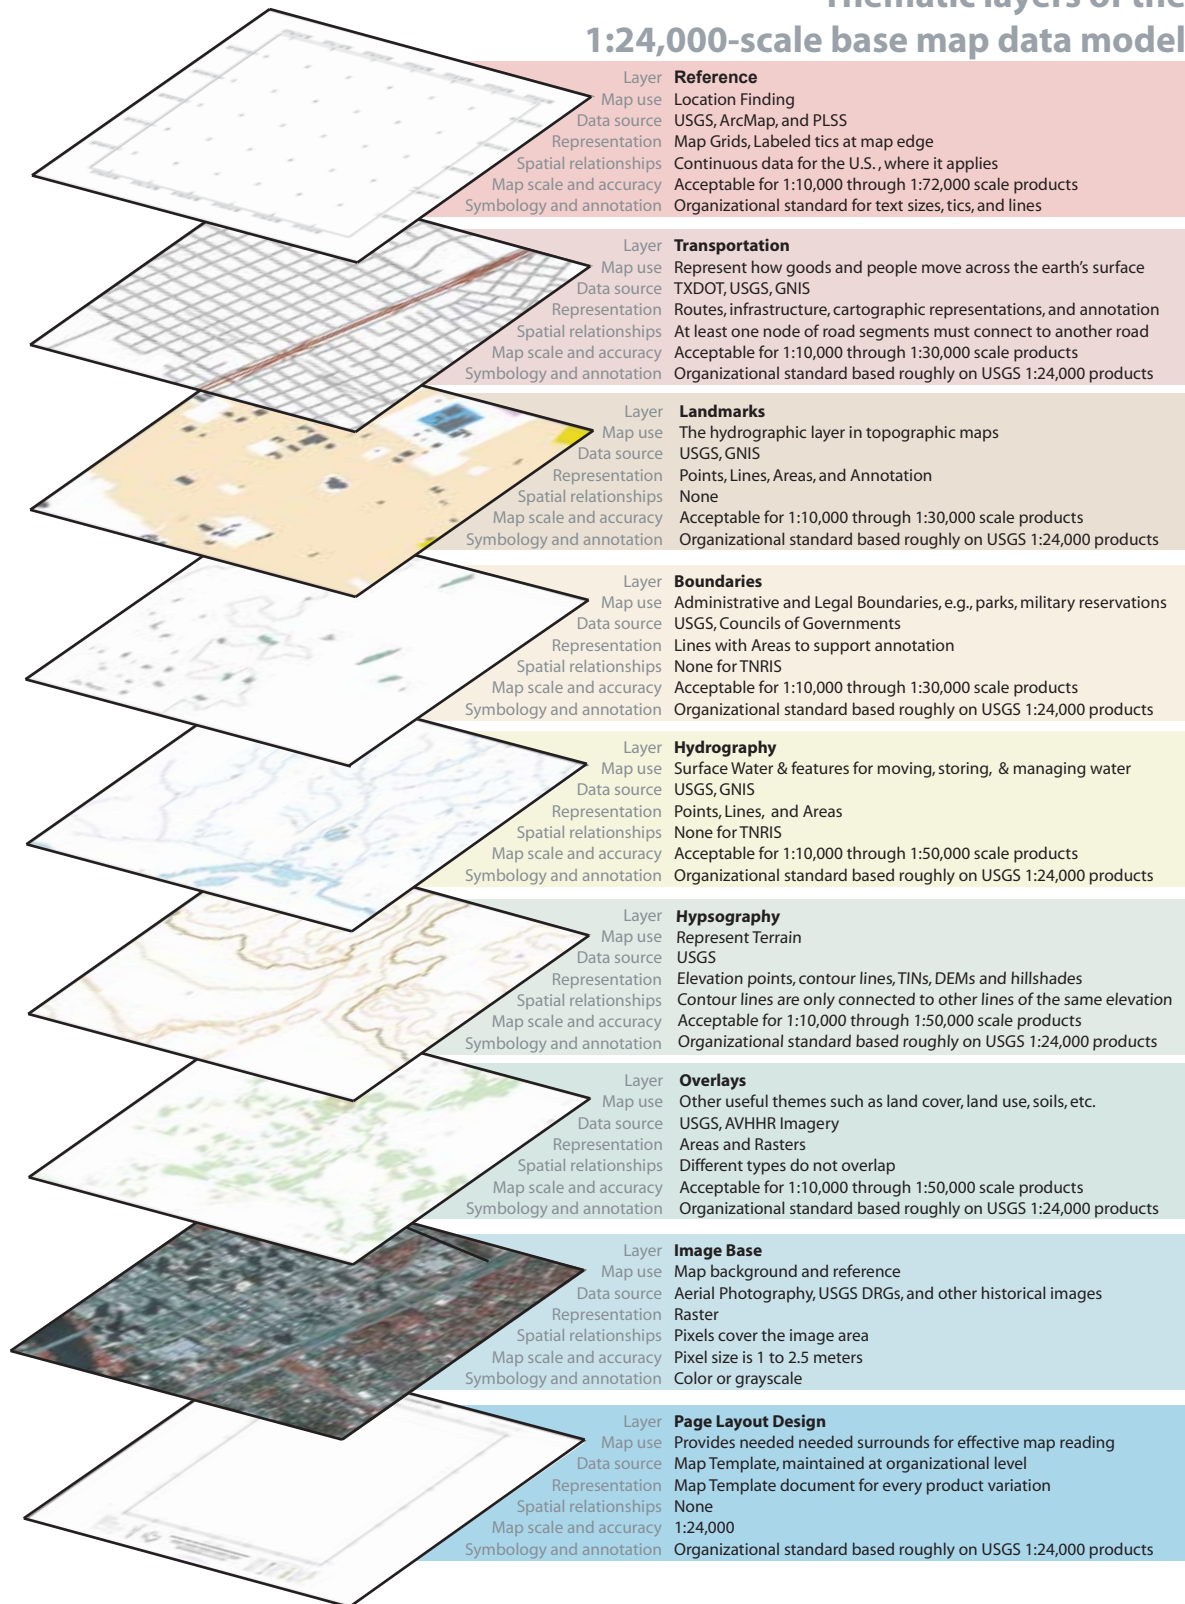 Thematic layers of the
1:24,000-scale base map data model
Layer Reference
Map use Location Finding
Data source USGS, ArcMap, and PLSS
Representation Map Grids, Labeled tics at map edge
Spatial relationships Continuous data for the U.S., where it applies
Map scale and accuracy Acceptable for 1:10,000 through 1:72,000 scale products
Symbology and annotation Organizational standard for text sizes, tics, and lines
Layer Transportation
Map use Represent how goods and people move across the earth's surface
Data source TXDOT, USGS, GNIS
Representation Routes, infrastructure, cartographic representations, and annotation
Spatial relationships At least one node of road segments must connect to another road
Map scale and accuracy Acceptable for 1:10,000 through 1:30,000 scale products
Symbology and annotation Organizational standard based roughly on USGS 1:24,000 products
Layer Landmarks
Map use The hydrographic layer in topographic maps
Data source USGS, GNIS
Representation Points, Lines, Areas, and Annotation
Spatial relationships None
Map scale and accuracy Acceptable for 1:10,000 through 1:30,000 scale products
Symbology and annotation Organizational standard based roughly on USGS 1:24,000 products
Layer Boundaries
Map use Administrative and Legal Boundaries, e.g., parks, military reservations
Data source USGS, Councils of Governments
Representation Lines with Areas to support annotation
Spatial relationships None for TNRIS
Map scale and accuracy Acceptable for 1:10,000 through 1:30,000 scale products
Symbology and annotation Organizational standard based roughly on USGS 1:24,000 products
Layer Hydrography
Map use Surface Water & features for moving, storing, & managing water
Data source USGS, GNIS
Representation Points, Lines, and Areas
Spatial relationships None for TNRIS
Map scale and accuracy Acceptable for 1:10,000 through 1:50,000 scale products
Symbology and annotation Organizational standard based roughly on USGS 1:24,000 products
Layer Hypsography
Map use Represent Terrain
Data source USGS
Representation Elevation points, contour lines, TINs, DEMs and hillshades
Spatial relationships Contour lines are only connected to other lines of the same elevation
Map scale and accuracy Acceptable for 1:10,000 through 1:50,000 scale products
Symbology and annotation Organizational standard based roughly on USGS 1:24,000 products
Layer Overlays
Map use Other useful themes such as land cover, land use, soils, etc.
Data source USGS, AVHHR Imagery
Representation Areas and Rasters
Spatial relationships Different types do not overlap
Map scale and accuracy Acceptable for 1:10,000 through 1:50,000 scale products
Symbology and annotation Organizational standard based roughly on USGS 1:24,000 products
Layer Image Base
Map use Map background and reference
Data source Aerial Photography, USGS DRGs, and other historical images
Representation Raster
Spatial relationships Pixels cover the image area
Map scale and accuracy Pixel size is 1 to 2.5 meters
Symbology and annotation Color or grayscale
Layer Page Layout Design
Map use Provides needed needed surrounds for effective map reading
Data source Map Template, maintained at organizational level
Representation Map Template document for every product variation
Spatial relationships None
Map scale and accuracy 1:24,000
Symbology and annotation Organizational standard based roughly on USGS 1:24,000 products